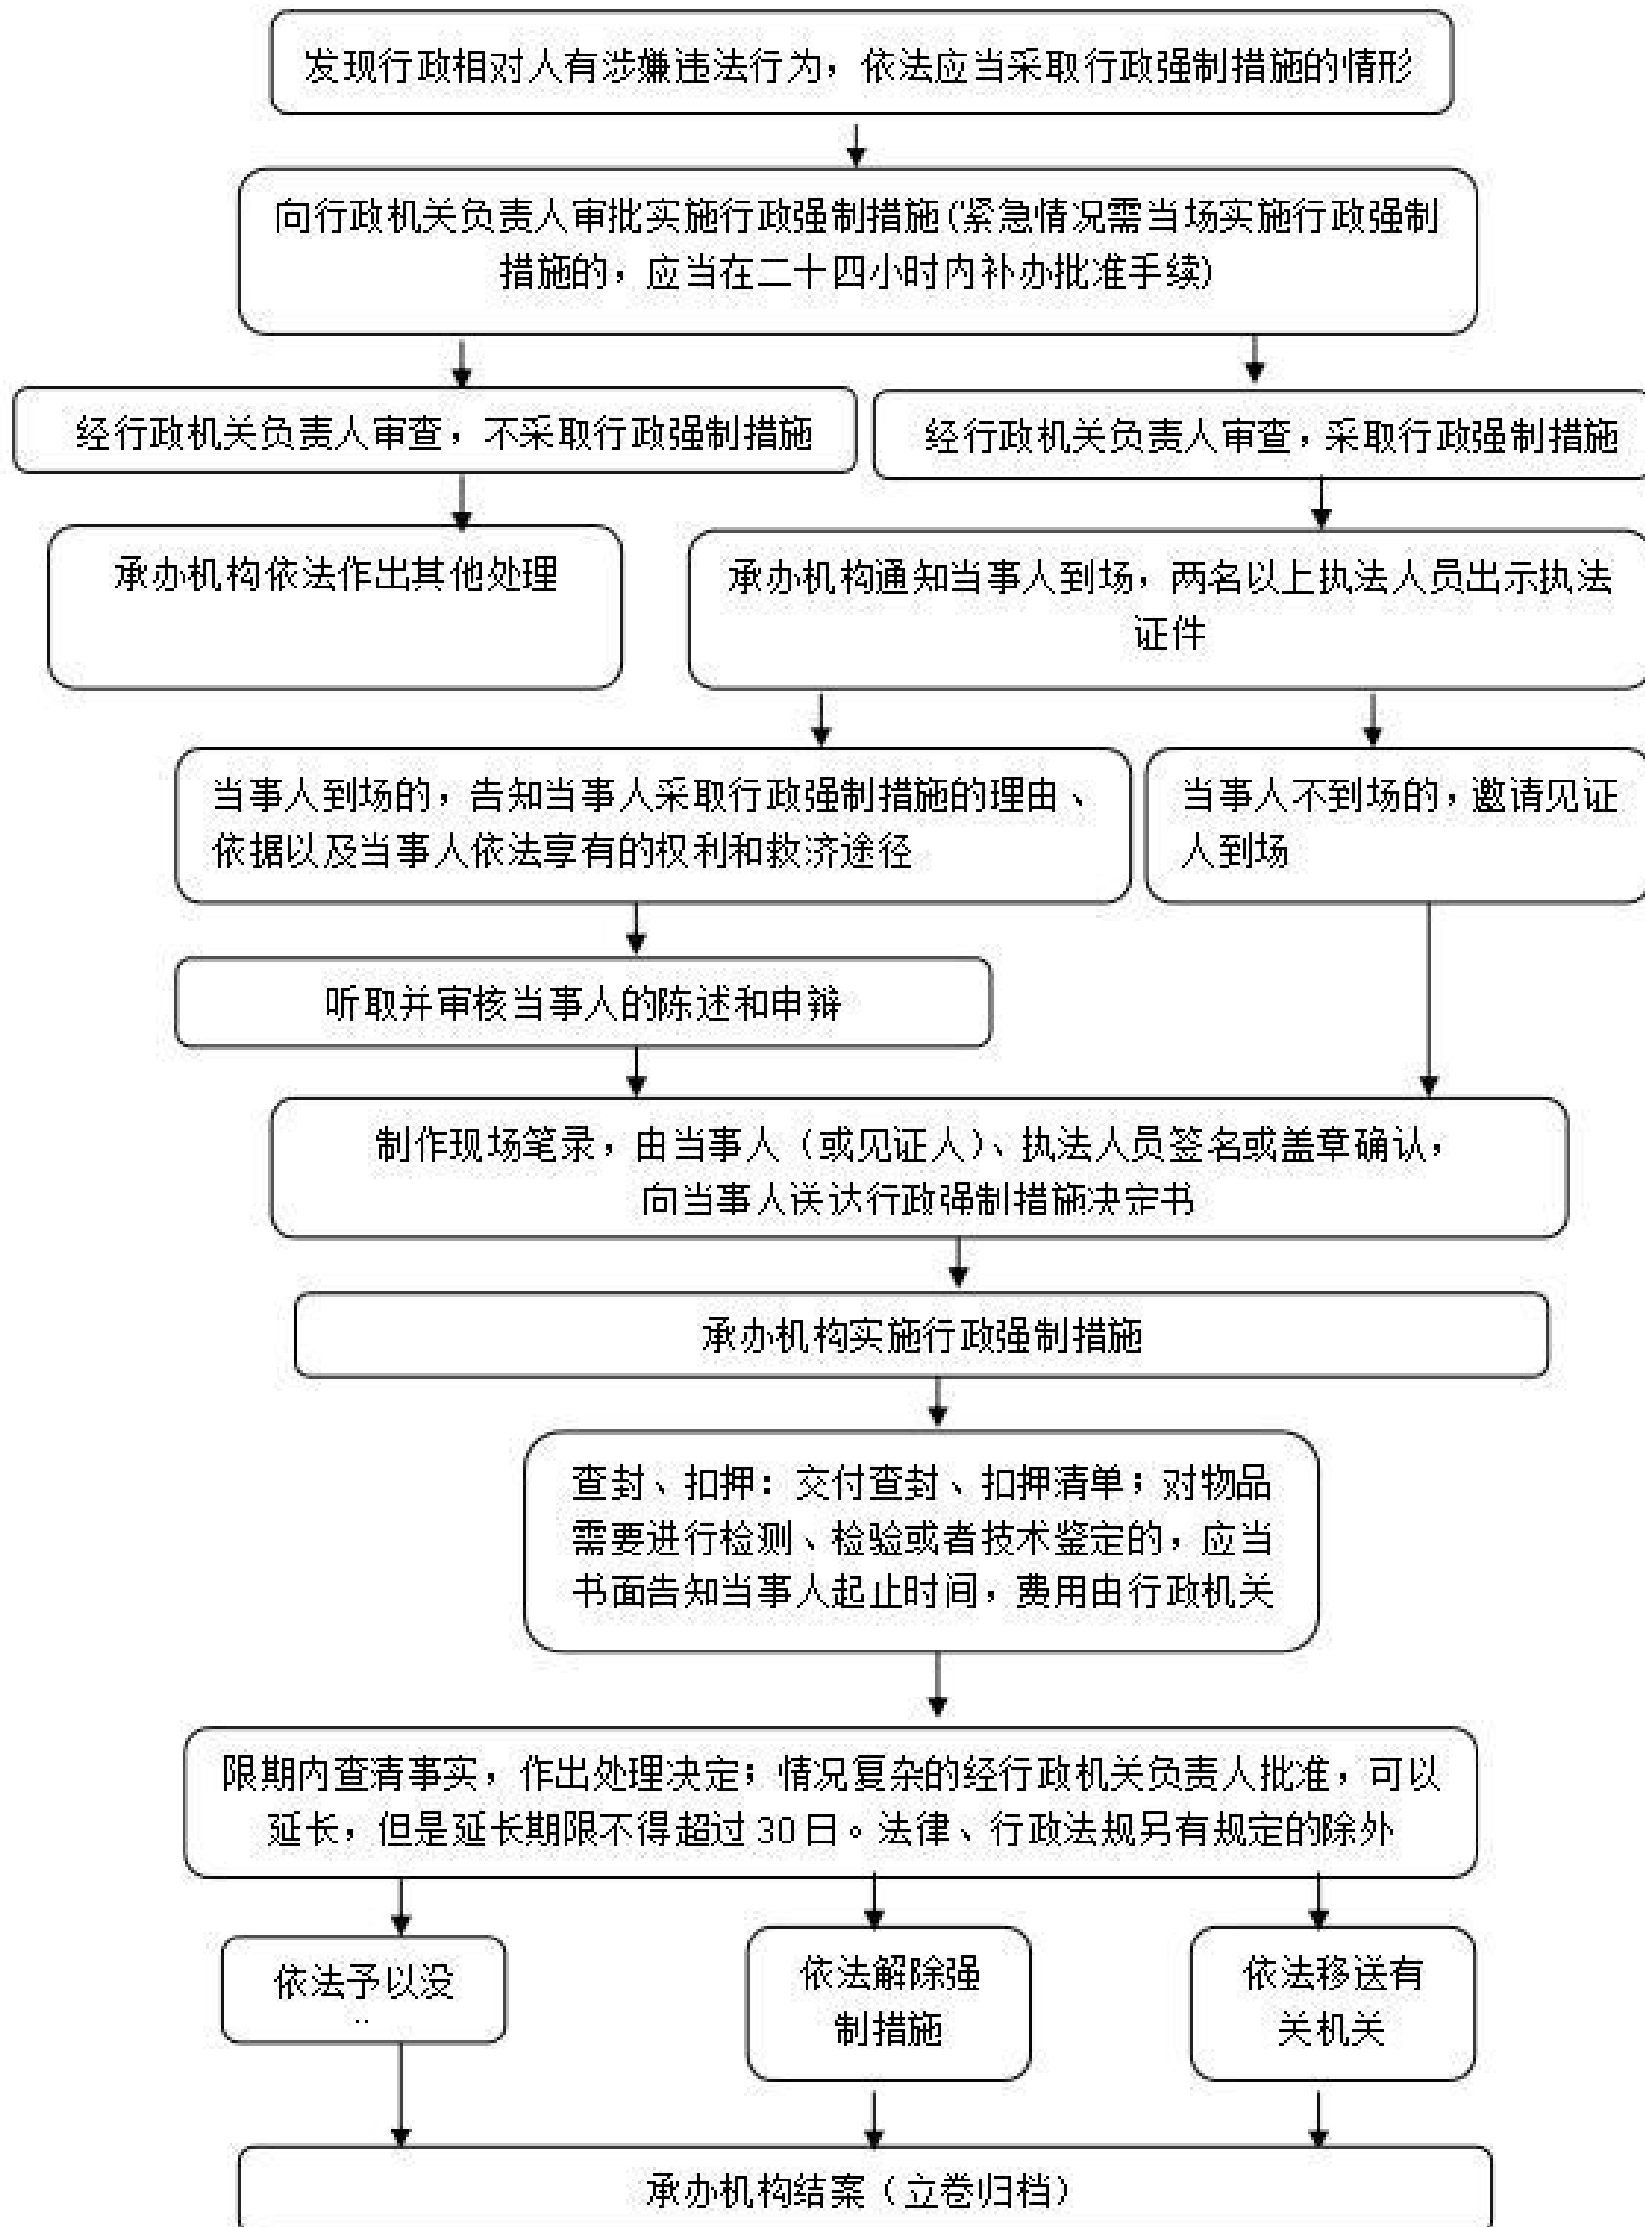 发现行政相对人有涉嫌违法行为，依法应当采取行政强制措施的情形
向行政机关负责人审批实施行政强制措施(紧急情况需当场实施行政强制
措施的，应当在二十四小时内补办批准手续)
经行政机关负责人审查，不采取行政强制措施
经行政机关负责人审查，采取行政强制措施
承办机构依法作出其他处理
承办机构通知当事人到场，两名以上执法人员出示执法
证件
当事人到场的，告知当事人采取行政强制措施的理由、
依据以及当事人依法享有的权利和救济途径
当事人不到场的，邀请见证
人到场
听取并审核当事人的陈述和申辩
制作现场笔录，由当事人（或见证人）、执法人员签名或盖章确认，
向当事人送达行政强制措施决定书
承办机构实施行政强制措施
查封、扣押：交付查封、扣押清单；对物品
需要进行检测、检验或者技术鉴定的，应当
书面告知当事人起止时间，费用由行政机关
限期内查清事实，作出处理决定；情况复杂的经行政机关负责人批准，可以
延长，但是延长期限不得超过 30 日。法律、行政法规另有规定的除外
依法予以没
依法解除强
制措施
依法移送有
关机关
承办机构结案（立卷归档）